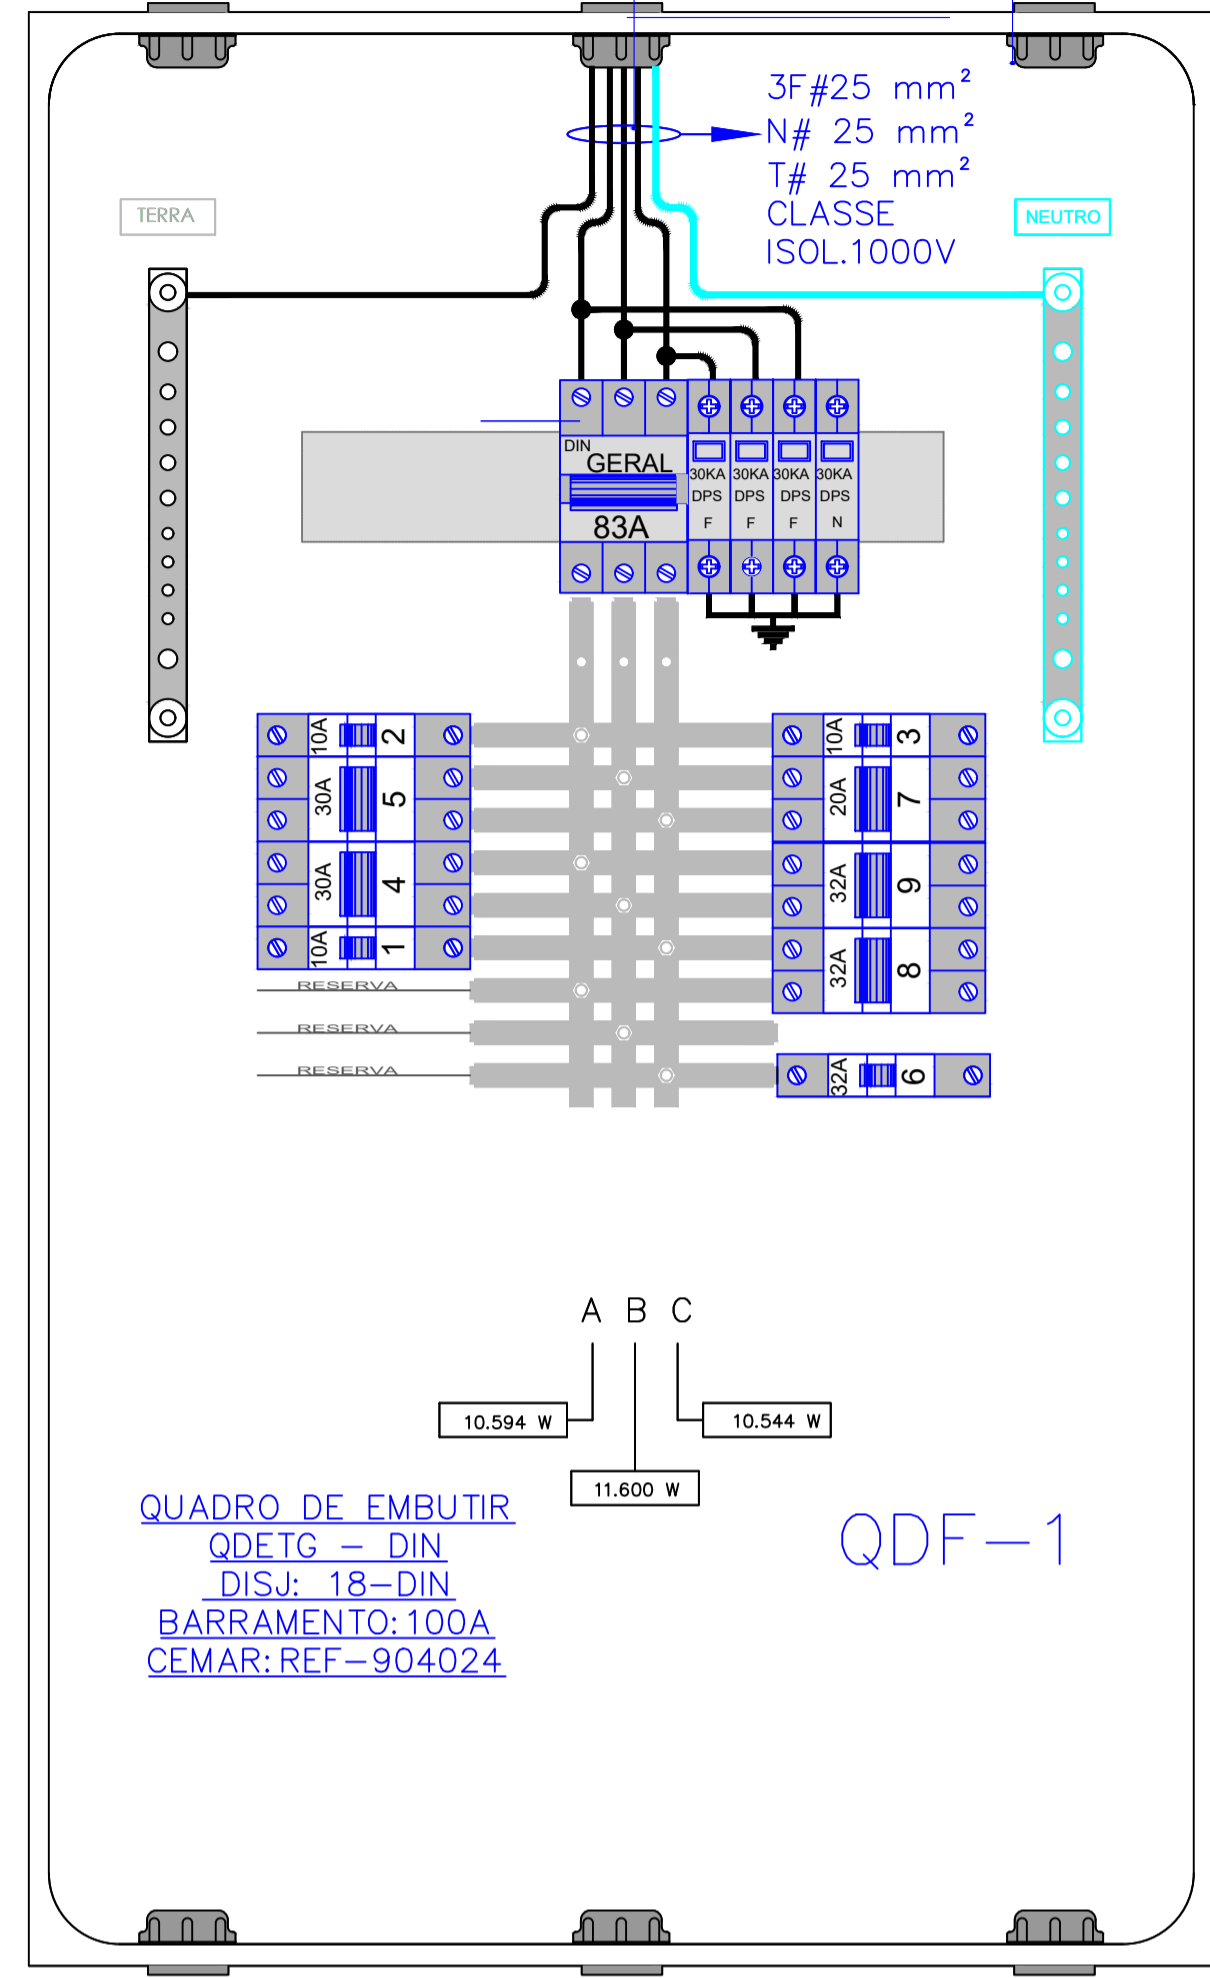 3F#25 mm²
N# 25 mm²
T# 25 mm²
CLASSE
ISOL.1000V
TERRA
NEUTRO
DIN
GERAL
83A
30KA
DPS
F
30KA
DPS
F
30KA
DPS
F
30KA
DPS
N
10A 2
30A 5
30A 4
10A 1
RESERVA
RESERVA
RESERVA
10A 3
20A 7
32A 9
32A 8
32A 6
A B C
10.594 W
10.544 W
11.600 W
QUADRO DE EMBUTIR
QDETG – DIN
DISJ: 18–DIN
BARRAMENTO:100A
CEMAR:REF–904024
QDF–1